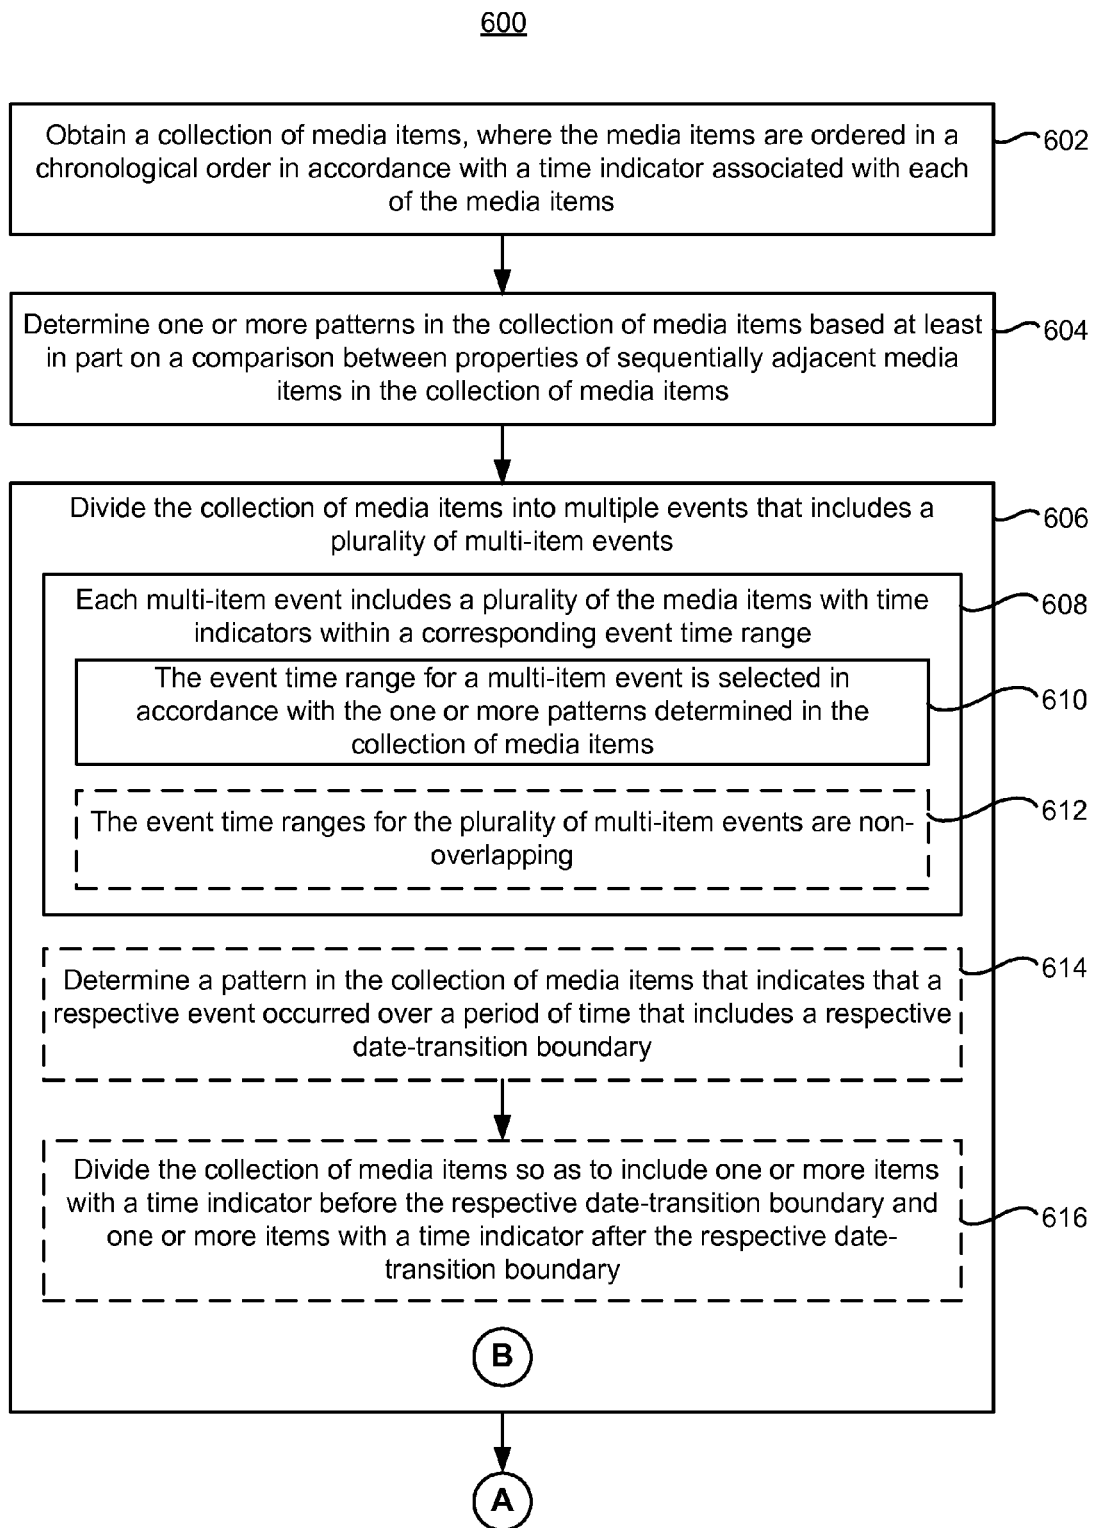 600
Obtain a collection of media items, where the media items are ordered in a
chronological order in accordance with a time indicator associated with each
of the media items
602
Determine one or more patterns in the collection of media items based at least
in part on a comparison between properties of sequentially adjacent media
items in the collection of media items
604
Divide the collection of media items into multiple events that includes a
plurality of multi-item events
606
Each multi-item event includes a plurality of the media items with time
indicators within a corresponding event time range
608
The event time range for a multi-item event is selected in
accordance with the one or more patterns determined in the
collection of media items
610
The event time ranges for the plurality of multi-item events are non-
overlapping
612
Determine a pattern in the collection of media items that indicates that a
respective event occurred over a period of time that includes a respective
date-transition boundary
614
Divide the collection of media items so as to include one or more items
with a time indicator before the respective date-transition boundary and
one or more items with a time indicator after the respective date-
transition boundary
616
B
A